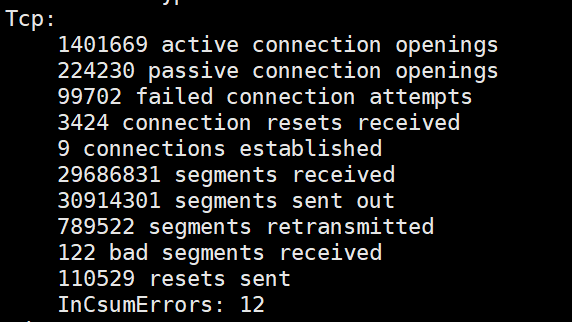 Tcp:
1401669 active connection openings
224230 passive connection openings
99702 failed connection attempts
3424 connection resets received
9 connections established
29686831 segments received
30914301 segments sent out
789522 segments retransmitted
122 bad segments received
110529 resets sent
InCsumErrors: 12